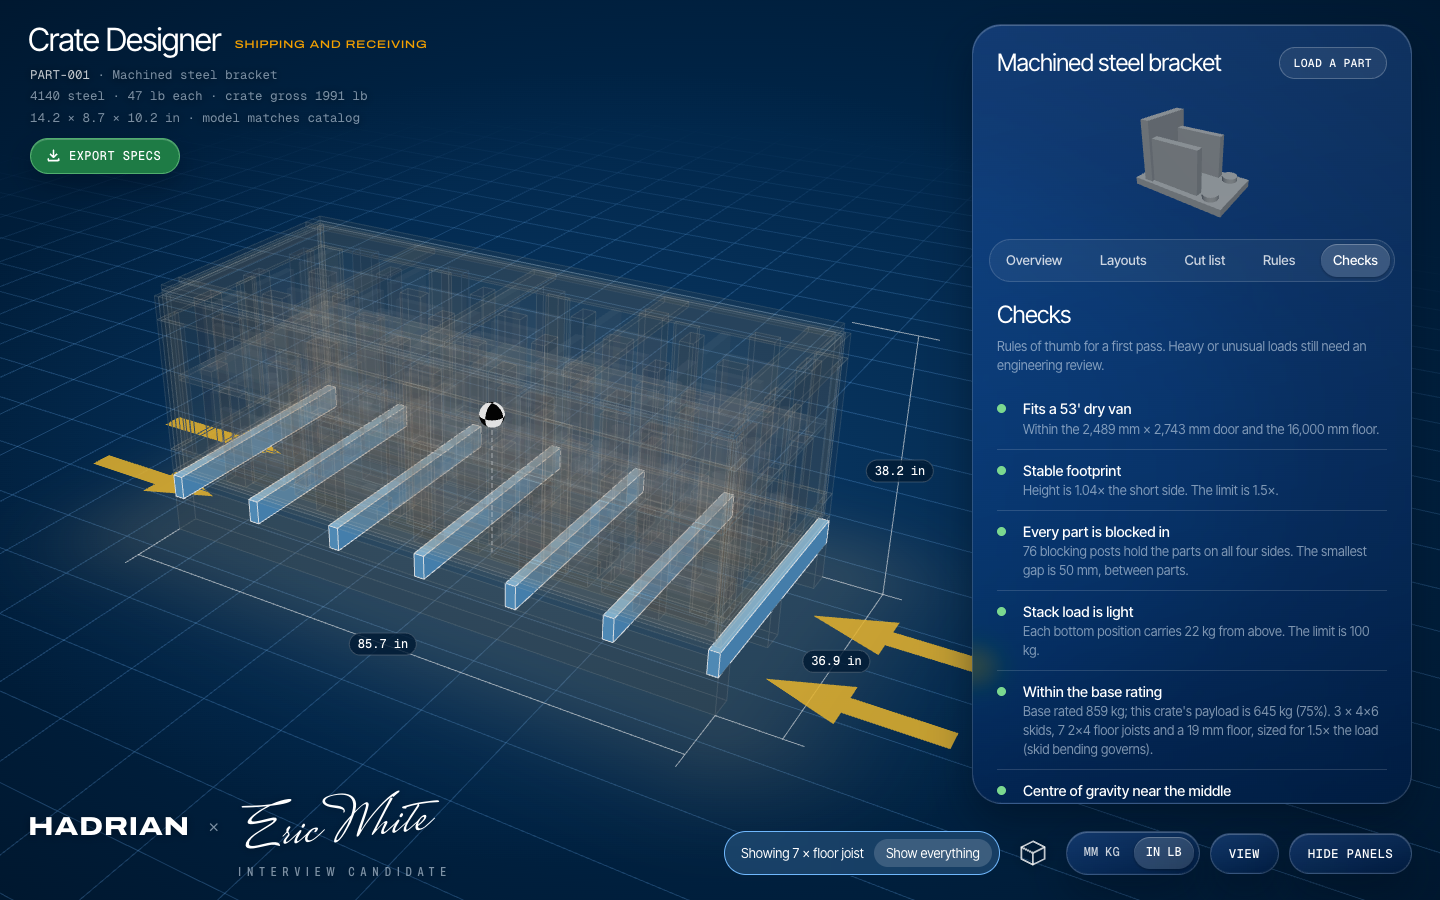 Crate Designer SHIPPING AND RECEIVING
PART-001 · Machined steel bracket
4140 steel · 47 lb each · crate gross 1991 lb
14.2 × 8.7 × 10.2 in · model matches catalog
EXPORT SPECS
38.2 in
85.7 in
36.9 in
Machined steel bracket
LOAD A PART
Overview Layouts Cut list Rules Checks
Checks
Rules of thumb for a first pass. Heavy or unusual loads still need an
engineering review.
Fits a 53' dry van
Within the 2,489 mm × 2,743 mm door and the 16,000 mm floor.
Stable footprint
Height is 1.04× the short side. The limit is 1.5×.
Every part is blocked in
76 blocking posts hold the parts on all four sides. The smallest
gap is 50 mm, between parts.
Stack load is light
Each bottom position carries 22 kg from above. The limit is 100
kg.
Within the base rating
Base rated 859 kg; this crate's payload is 645 kg (75%). 3 × 4×6
skids, 7 2×4 floor joists and a 19 mm floor, sized for 1.5× the load
(skid bending governs).
Centre of gravity near the middle
HADRIAN × Eric White
INTERVIEW CANDIDATE
Showing 7 × floor joist Show everything
MM KG IN LB
VIEW
HIDE PANELS